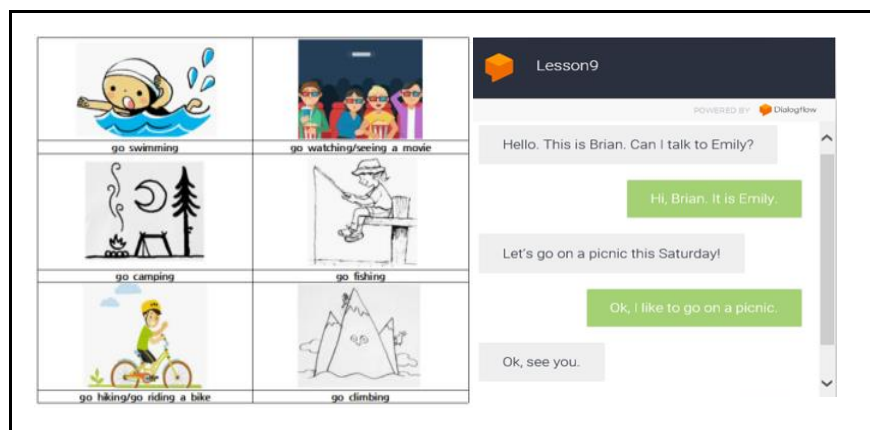 go swimming
go watching/seeing a movie
go camping
go fishing
go hiking/go riding a bike
go climbing
Lesson9
POWERED BY Dialogflow
Hello. This is Brian. Can I talk to Emily?
Hi, Brian. It is Emily.
Let's go on a picnic this Saturday!
Ok, I like to go on a picnic.
Ok, see you.